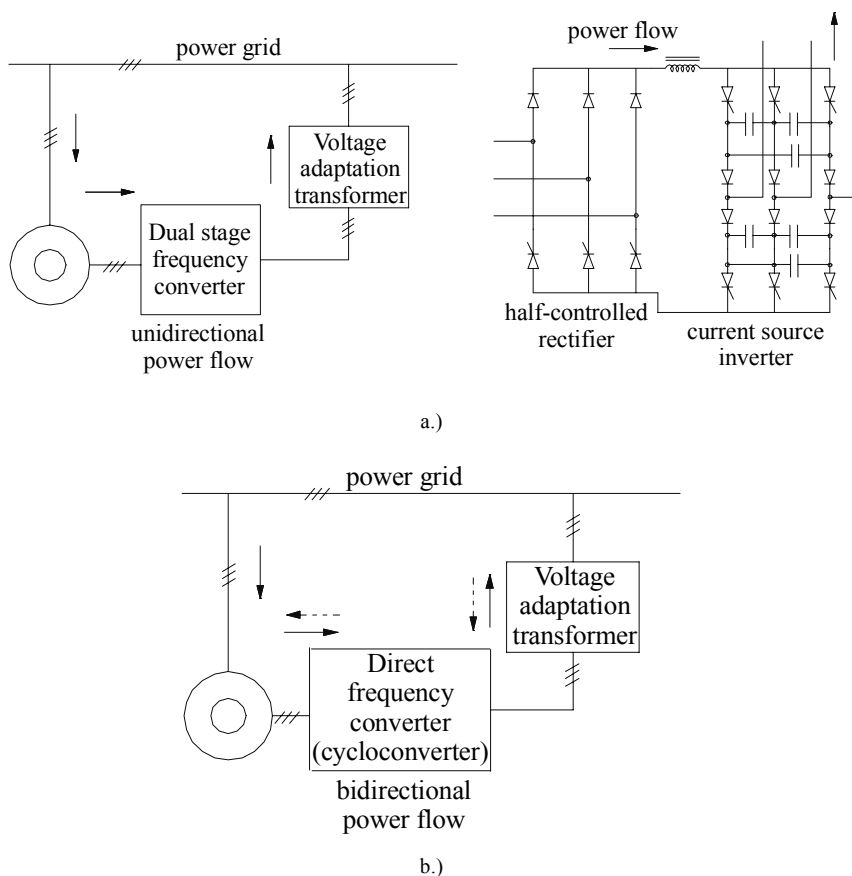 power grid
Voltage
adaptation
transformer
Dual stage
frequency
converter
unidirectional
power flow
power flow
half-controlled
rectifier
current source
inverter
a.)
power grid
Voltage
adaptation
transformer
Direct
frequency
converter
(cycloconverter)
bidirectional
power flow
b.)